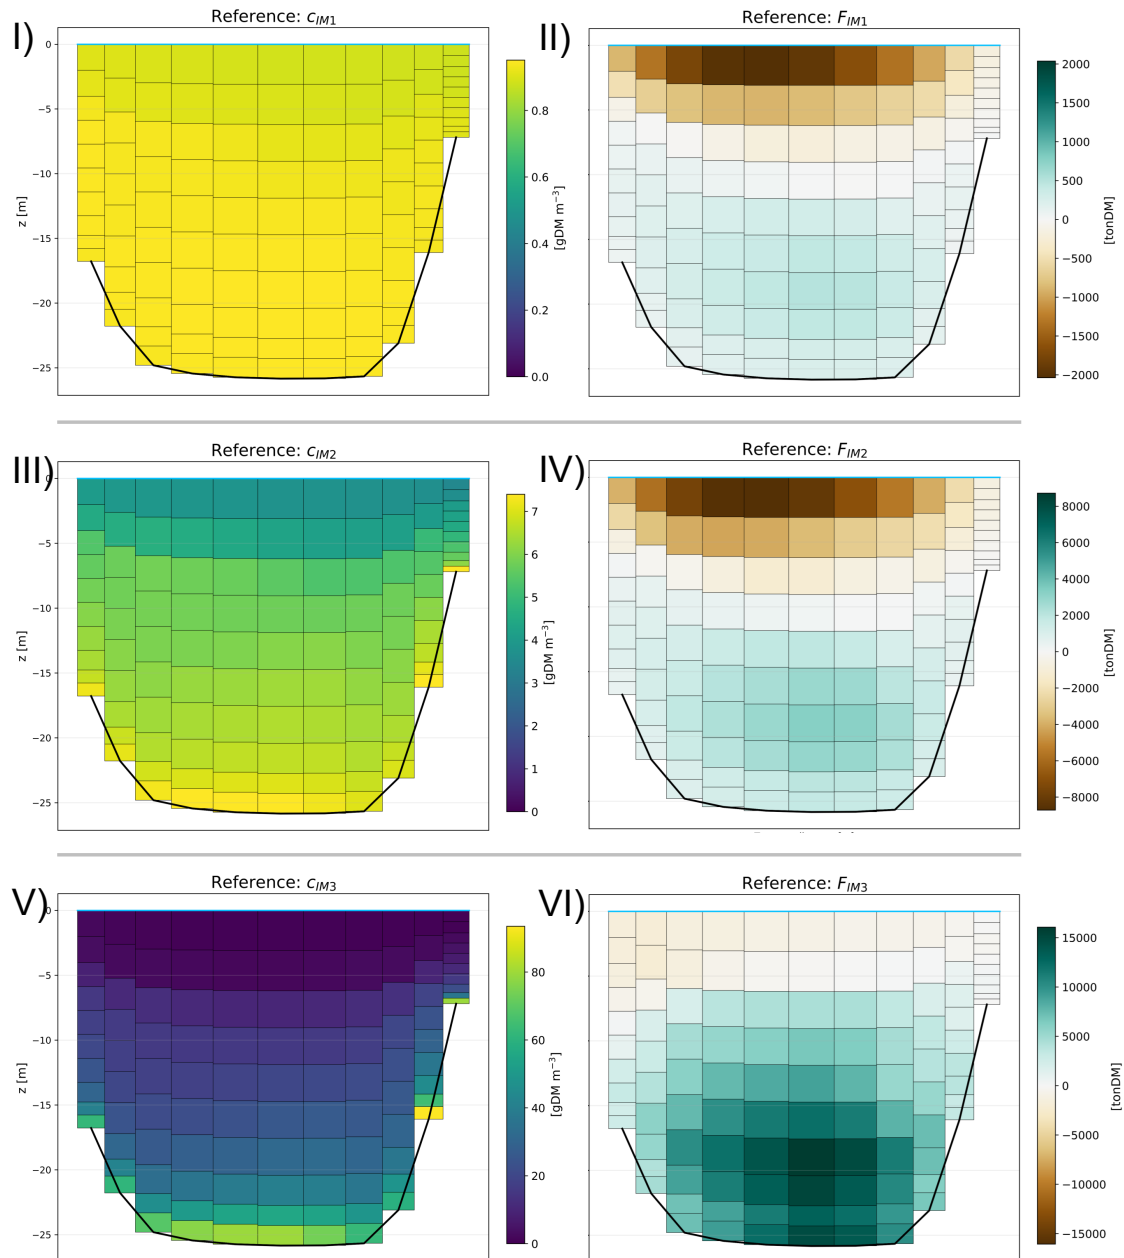 I)
Reference: c_IM1
0
−5
−10
−15
−20
−25
z [m]
0.8
0.6
0.4
0.2
0.0
[gDM m⁻³]
II)
Reference: F_IM1
2000
1500
1000
500
0
−500
−1000
−1500
−2000
[tonDM]
III)
Reference: c_IM2
0
−5
−10
−15
−20
−25
z [m]
7
6
5
4
3
2
1
0
[gDM m⁻³]
IV)
Reference: F_IM2
8000
6000
4000
2000
0
−2000
−4000
−6000
−8000
[tonDM]
V)
Reference: c_IM3
0
−5
−10
−15
−20
−25
z [m]
80
60
40
20
0
[gDM m⁻³]
VI)
Reference: F_IM3
15000
10000
5000
0
−5000
−10000
−15000
[tonDM]